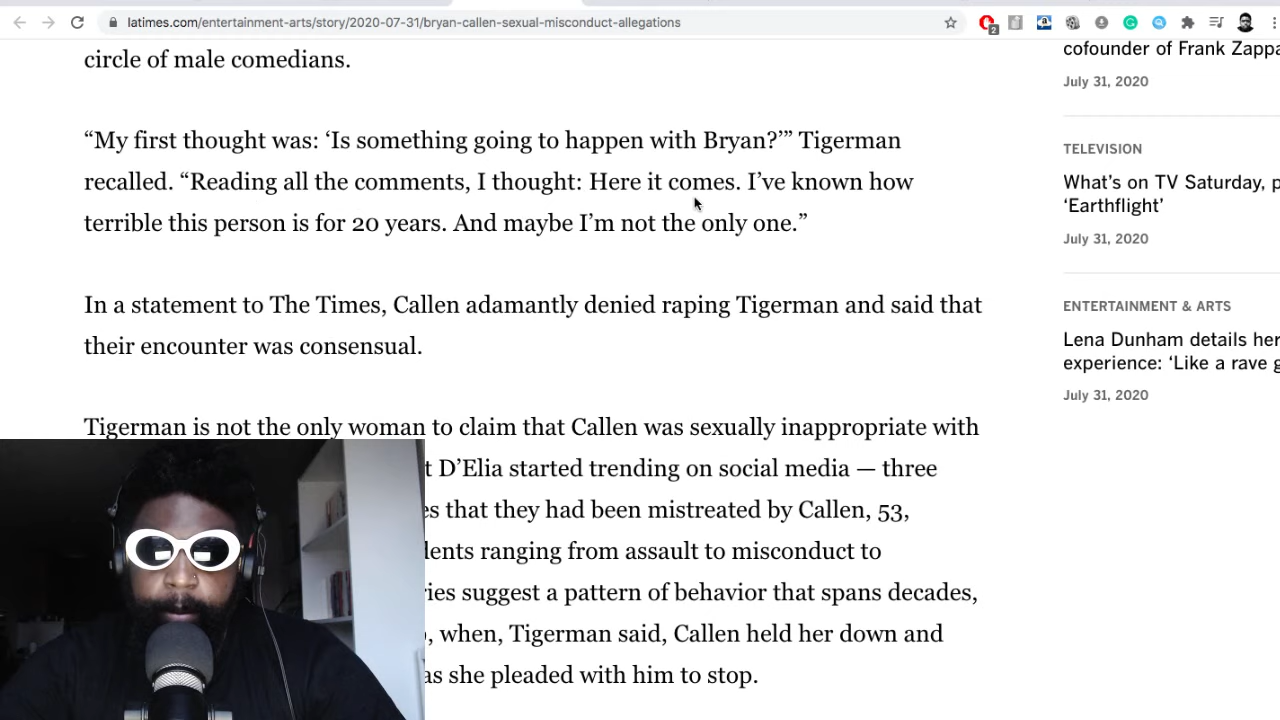 latimes.com/entertainment-arts/story/2020-07-31/bryan-callen-sexual-misconduct-allegations
2
circle of male comedians.
“My first thought was: ‘Is something going to happen with Bryan?’” Tigerman
recalled. “Reading all the comments, I thought: Here it comes. I’ve known how
terrible this person is for 20 years. And maybe I’m not the only one.”
In a statement to The Times, Callen adamantly denied raping Tigerman and said that
their encounter was consensual.
Tigerman is not the only woman to claim that Callen was sexually inappropriate with
D’Elia started trending on social media — three
that they had been mistreated by Callen, 53,
ranging from assault to misconduct to
suggest a pattern of behavior that spans decades,
when, Tigerman said, Callen held her down and
as she pleaded with him to stop.
cofounder of Frank
July 31, 2020
TELEVISION
What’s on TV Saturday,
‘Earthflight’
July 31, 2020
ENTERTAINMENT & ARTS
Lena Dunham details her
experience: ‘Like a rave
July 31, 2020